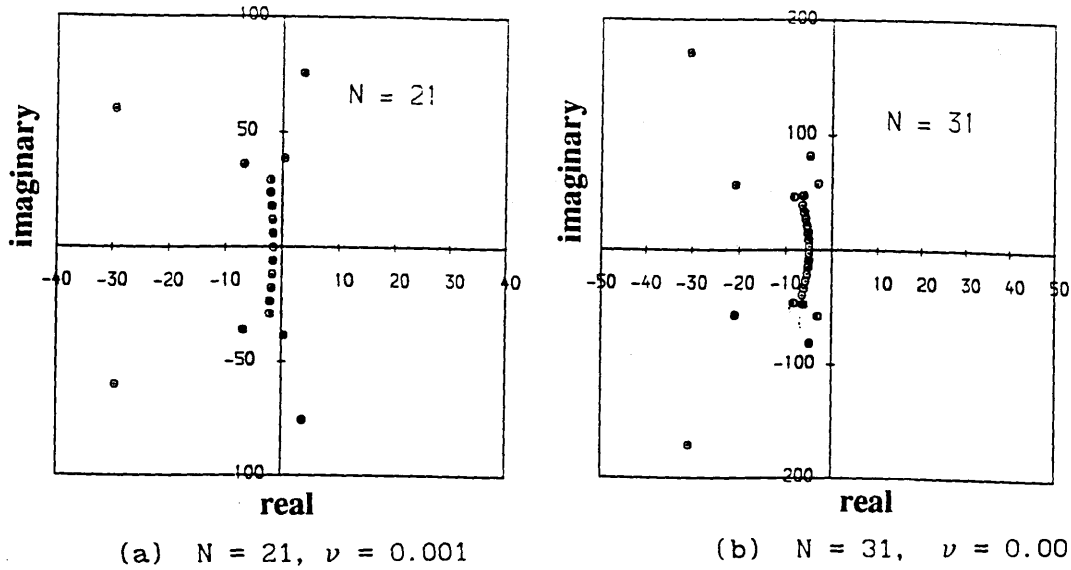 100
200
imaginary
N = 21
50
-40 -30 -20 -10 10 20 30 40
-50
100
real
(a) N = 21, ν = 0.001
imaginary
N = 31
100
-50 -40 -30 -20 -10 10 20 30 40 50
-100
200
real
(b) N = 31, ν = 0.00